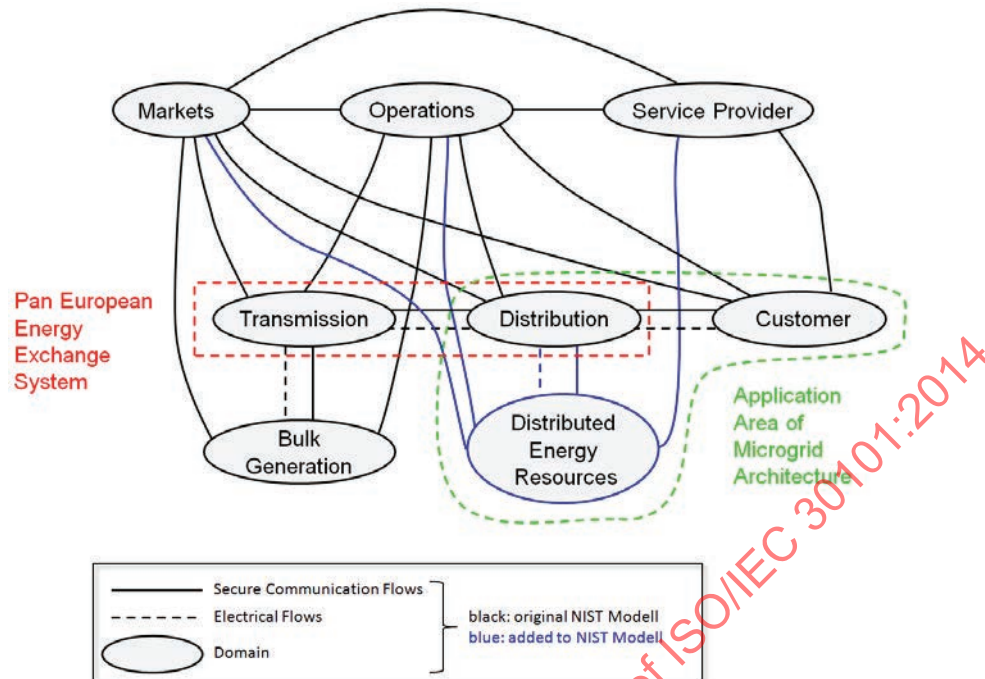 Markets
Operations
Service Provider
Pan European
Energy
Exchange
System
Transmission
Distribution
Customer
Bulk
Generation
Distributed
Energy
Resources
Application
Area of
Microgrid
Architecture
Secure Communication Flows
Electrical Flows
Domain
black: original NIST Modell
blue: added to NIST Modell
of ISO/IEC 30101:2014